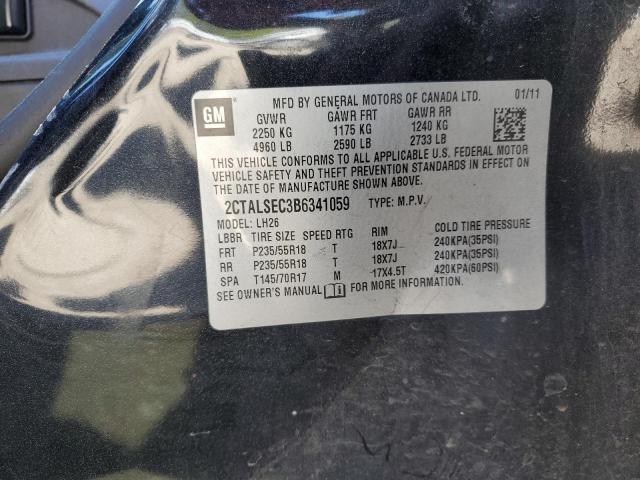 GM
MFD BY GENERAL MOTORS OF CANADA LTD. 01/11
GVWR GAWR FRT GAWR RR
2250 KG 1175 KG 1240 KG
4960 LB 2590 LB 2733 LB
THIS VEHICLE CONFORMS TO ALL APPLICABLE U.S. FEDERAL MOTOR
VEHICLE SAFETY AND THEFT PREVENTION STANDARDS IN EFFECT ON
THE DATE OF MANUFACTURE SHOWN ABOVE.
2CTALSEC3B6341059 TYPE: M.P.V.
MODEL: LH26
LBBR TIRE SIZE SPEED RTG RIM COLD TIRE PRESSURE
FRT P235/55R18 T 18X7J 240KPA(35PSI)
RR P235/55R18 T 18X7J 240KPA(35PSI)
SPA T145/70R17 M 17X4.5T 420KPA(60PSI)
SEE OWNER'S MANUAL FOR MORE INFORMATION.